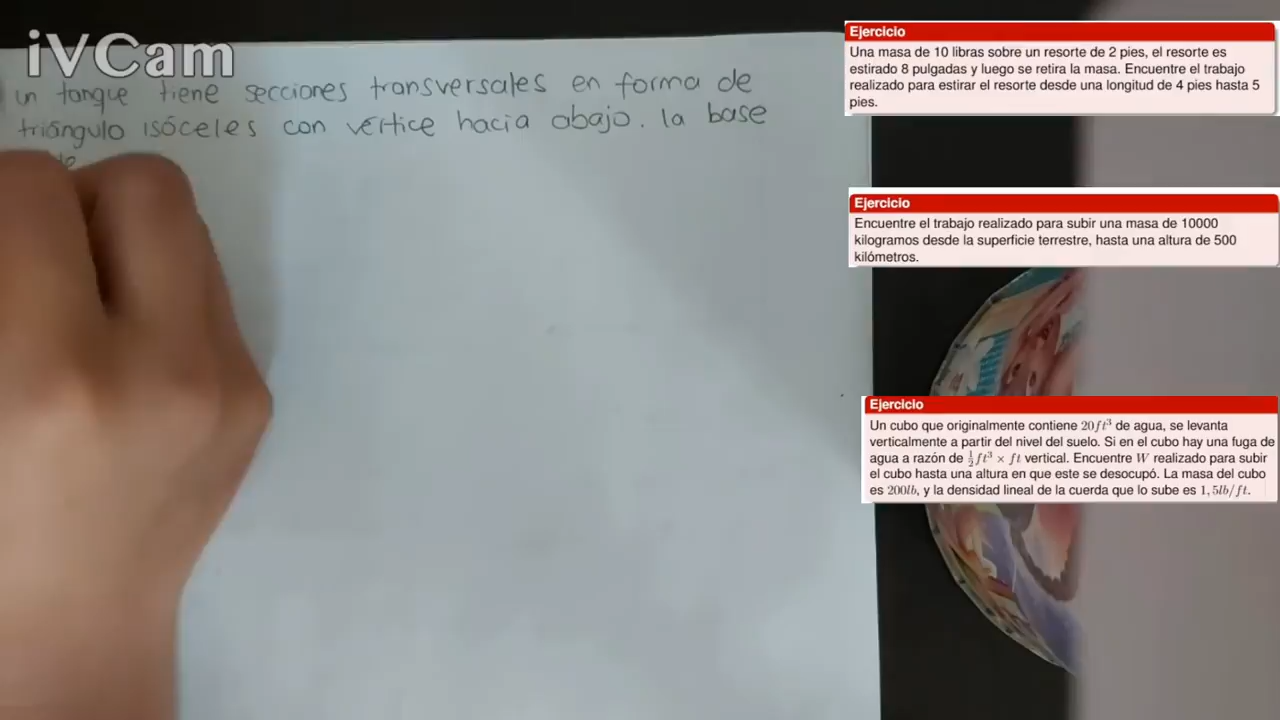 iVCam
un tanque tiene secciones transversales en forma de
triángulo isóceles con vértice hacia abajo. la base
de
Ejercicio
Una masa de 10 libras sobre un resorte de 2 pies, el resorte es
estirado 8 pulgadas y luego se retira la masa. Encuentre el trabajo
realizado para estirar el resorte desde una longitud de 4 pies hasta 5
pies.
Ejercicio
Encuentre el trabajo realizado para subir una masa de 10000
kilogramos desde la superficie terrestre, hasta una altura de 500
kilómetros.
Ejercicio
Un cubo que originalmente contiene 20ft³ de agua, se levanta
verticalmente a partir del nivel del suelo. Si en el cubo hay una fuga de
agua a razón de ½ft³ × ft vertical. Encuentre W realizado para subir
el cubo hasta una altura en que este se desocupó. La masa del cubo
es 200lb, y la densidad lineal de la cuerda que lo sube es 1,5lb/ft.